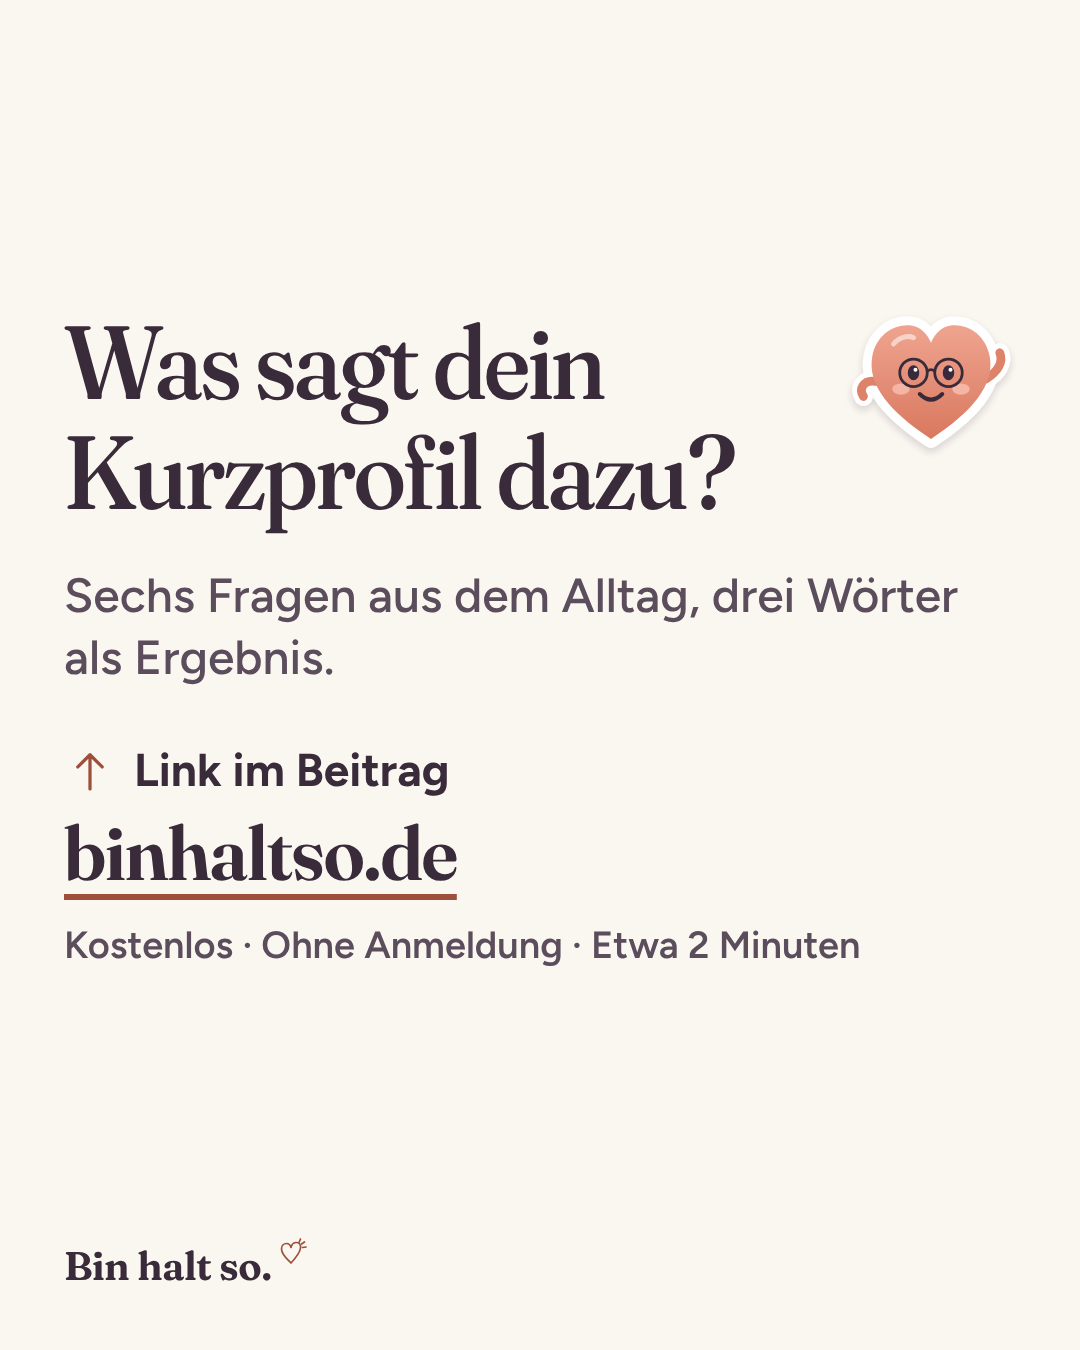 Was sagt dein
Kurzprofil dazu?
Sechs Fragen aus dem Alltag, drei Wörter
als Ergebnis.
↑ Link im Beitrag
binhaltso.de
Kostenlos · Ohne Anmeldung · Etwa 2 Minuten
Bin halt so.